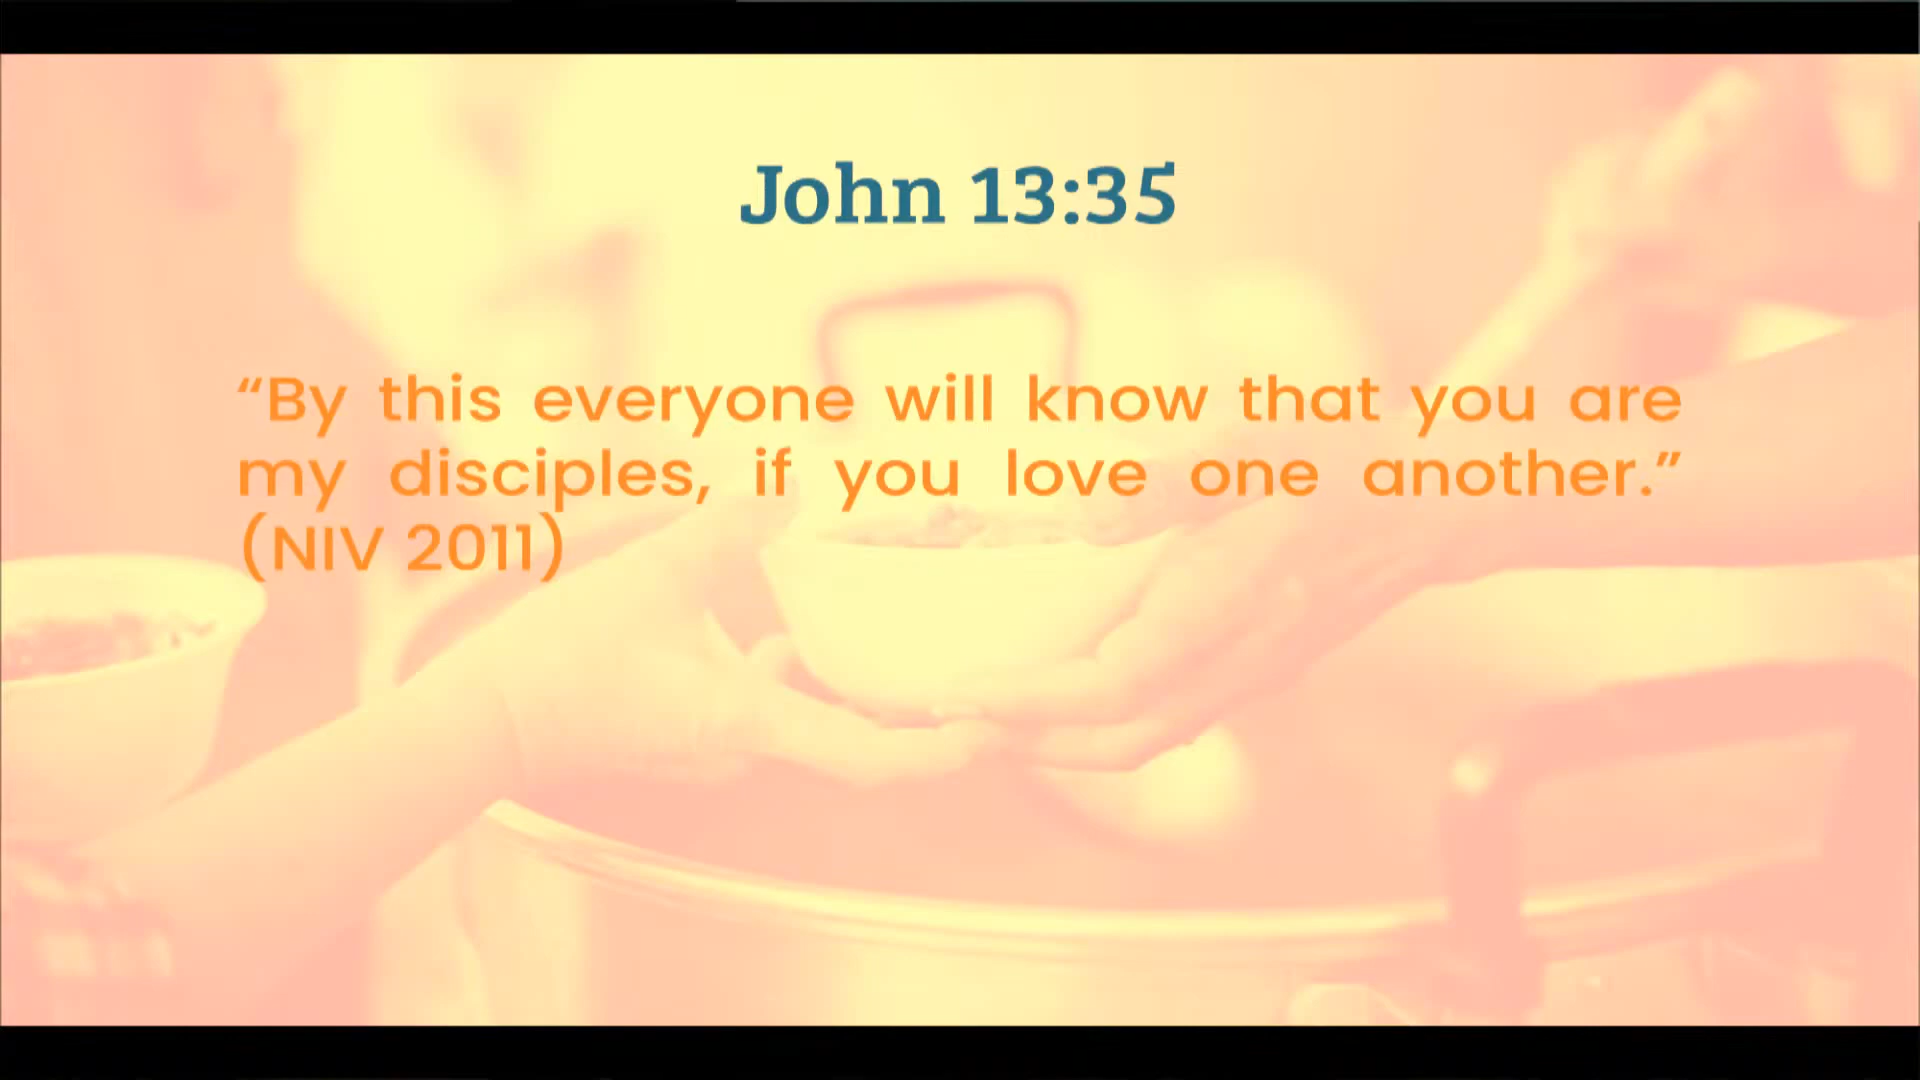 John 13:35
“By this everyone will know that you are
my disciples, if you love one another.”
(NIV 2011)